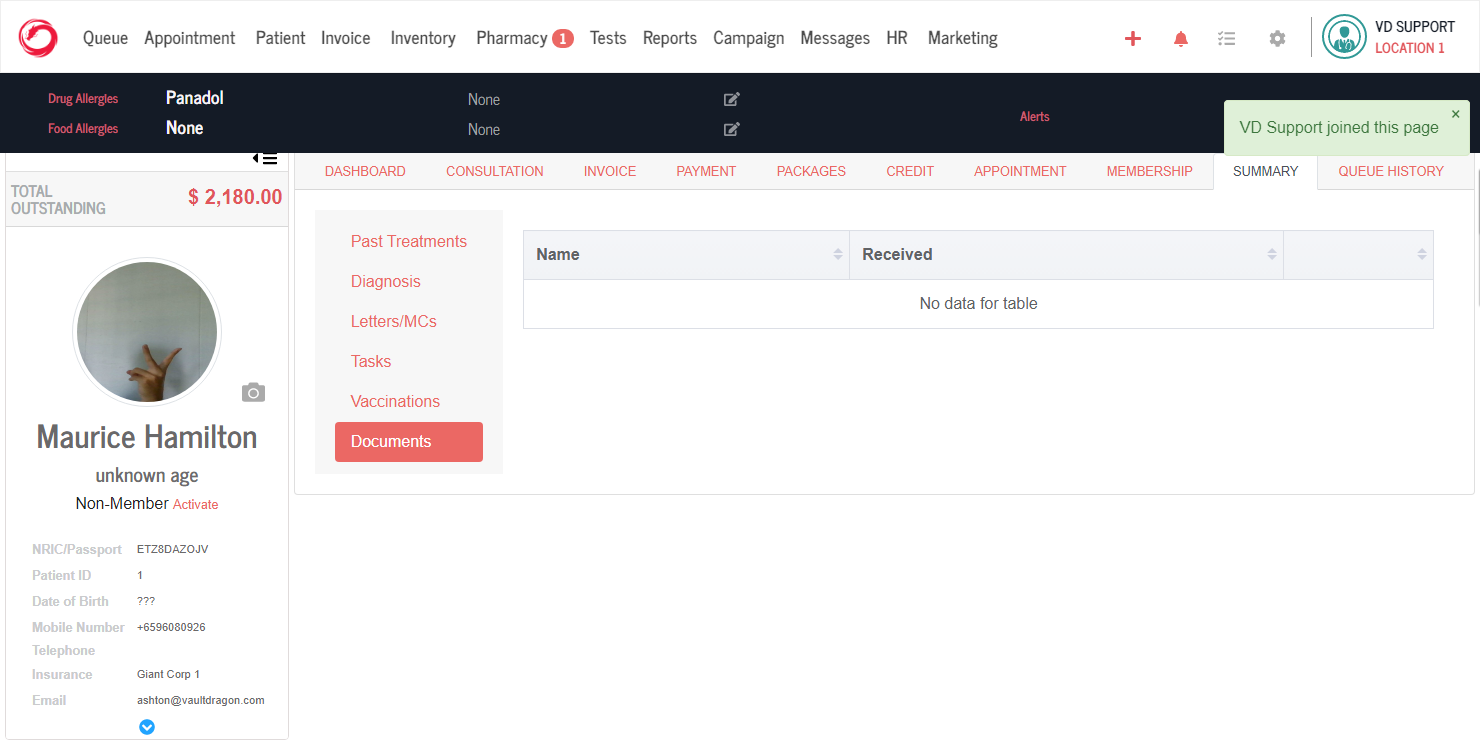 Queue Appointment Patient Invoice Inventory Pharmacy 1 Tests Reports Campaign Messages HR Marketing
VD SUPPORT
LOCATION 1
Drug Allergies Panadol None
Food Allergies None None
Alerts
VD Support joined this page ×
TOTAL
OUTSTANDING
$ 2,180.00
DASHBOARD CONSULTATION INVOICE PAYMENT PACKAGES CREDIT APPOINTMENT MEMBERSHIP SUMMARY QUEUE HISTORY
Past Treatments
Diagnosis
Letters/MCs
Tasks
Vaccinations
Documents
Name Received
No data for table
Maurice Hamilton
unknown age
Non-Member Activate
NRIC/Passport ETZ8DAZOJV
Patient ID 1
Date of Birth ???
Mobile Number +6596080926
Telephone
Insurance Giant Corp 1
Email ashton@vaultdragon.com